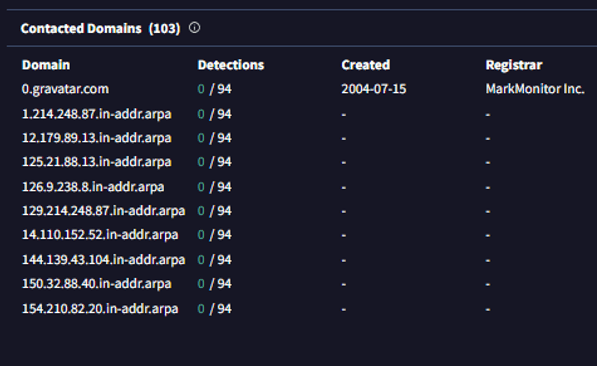 Contacted Domains (103)
Domain Detections Created Registrar
0.gravatar.com 0 / 94 2004-07-15 MarkMonitor Inc.
1.214.248.87.in-addr.arpa 0 / 94 - -
12.179.89.13.in-addr.arpa 0 / 94 - -
125.21.88.13.in-addr.arpa 0 / 94 - -
126.9.238.8.in-addr.arpa 0 / 94 - -
129.214.248.87.in-addr.arpa 0 / 94 - -
14.110.152.52.in-addr.arpa 0 / 94 - -
144.139.43.104.in-addr.arpa 0 / 94 - -
150.32.88.40.in-addr.arpa 0 / 94 - -
154.210.82.20.in-addr.arpa 0 / 94 - -